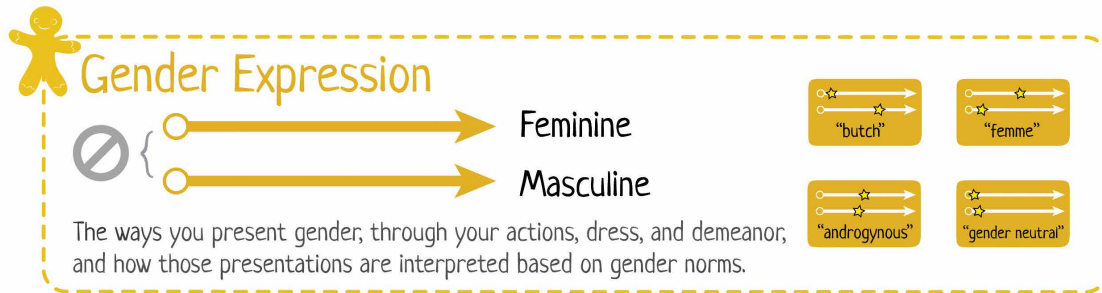 Gender Expression
Feminine
Masculine
The ways you present gender, through your actions, dress, and demeanor,
and how those presentations are interpreted based on gender norms.
“butch”
“femme”
“androgynous”
“gender neutral”